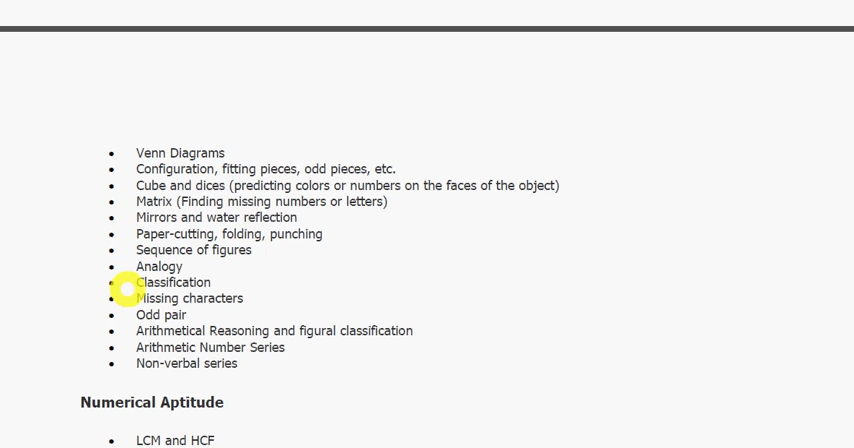 Venn Diagrams
Configuration, fitting pieces, odd pieces, etc.
Cube and dices (predicting colors or numbers on the faces of the object)
Matrix (Finding missing numbers or letters)
Mirrors and water reflection
Paper-cutting, folding, punching
Sequence of figures
Analogy
Classification
Missing characters
Odd pair
Arithmetical Reasoning and figural classification
Arithmetic Number Series
Non-verbal series
Numerical Aptitude
LCM and HCF